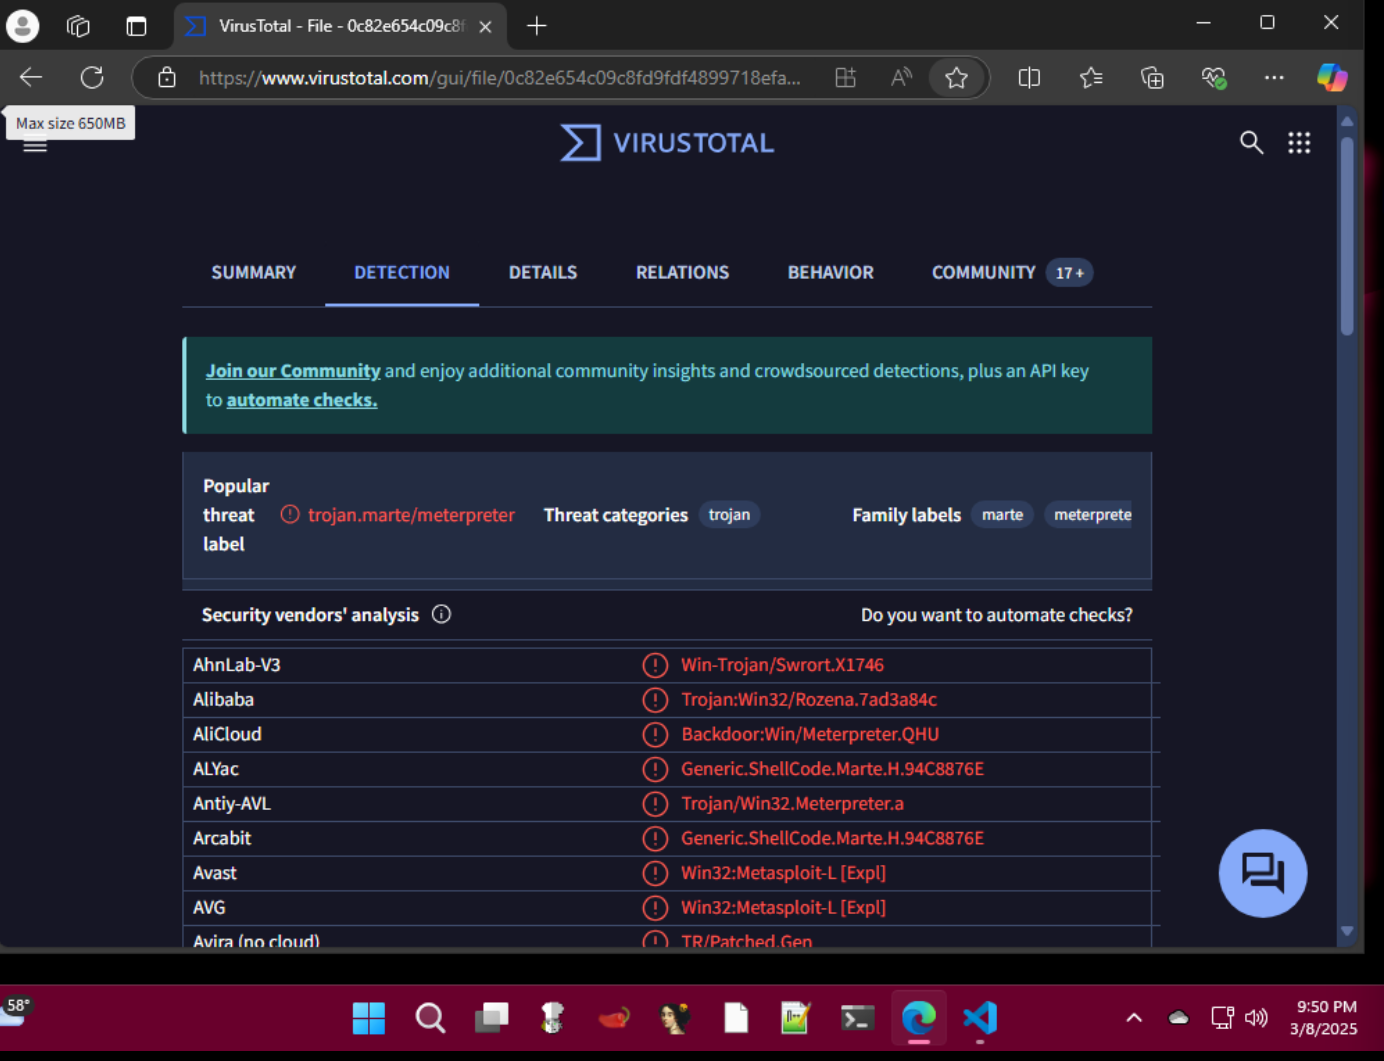 VirusTotal - File - 0c82e654c09c8f
https://www.virustotal.com/gui/file/0c82e654c09c8fd9fdf4899718efa...
Max size 650MB
VIRUSTOTAL
SUMMARY DETECTION DETAILS RELATIONS BEHAVIOR COMMUNITY 17+
Join our Community and enjoy additional community insights and crowdsourced detections, plus an API key
to automate checks.
Popular
threat
label
trojan.marte/meterpreter Threat categories trojan Family labels marte meterprete
Security vendors' analysis Do you want to automate checks?
AhnLab-V3 Win-Trojan/Swrort.X1746
Alibaba Trojan:Win32/Rozena.7ad3a84c
AliCloud Backdoor:Win/Meterpreter.QHU
ALYac Generic.ShellCode.Marte.H.94C8876E
Antiy-AVL Trojan/Win32.Meterpreter.a
Arcabit Generic.ShellCode.Marte.H.94C8876E
Avast Win32:Metasploit-L [Expl]
AVG Win32:Metasploit-L [Expl]
Avira (no cloud) TR/Patched.Gen
58°
9:50 PM
3/8/2025